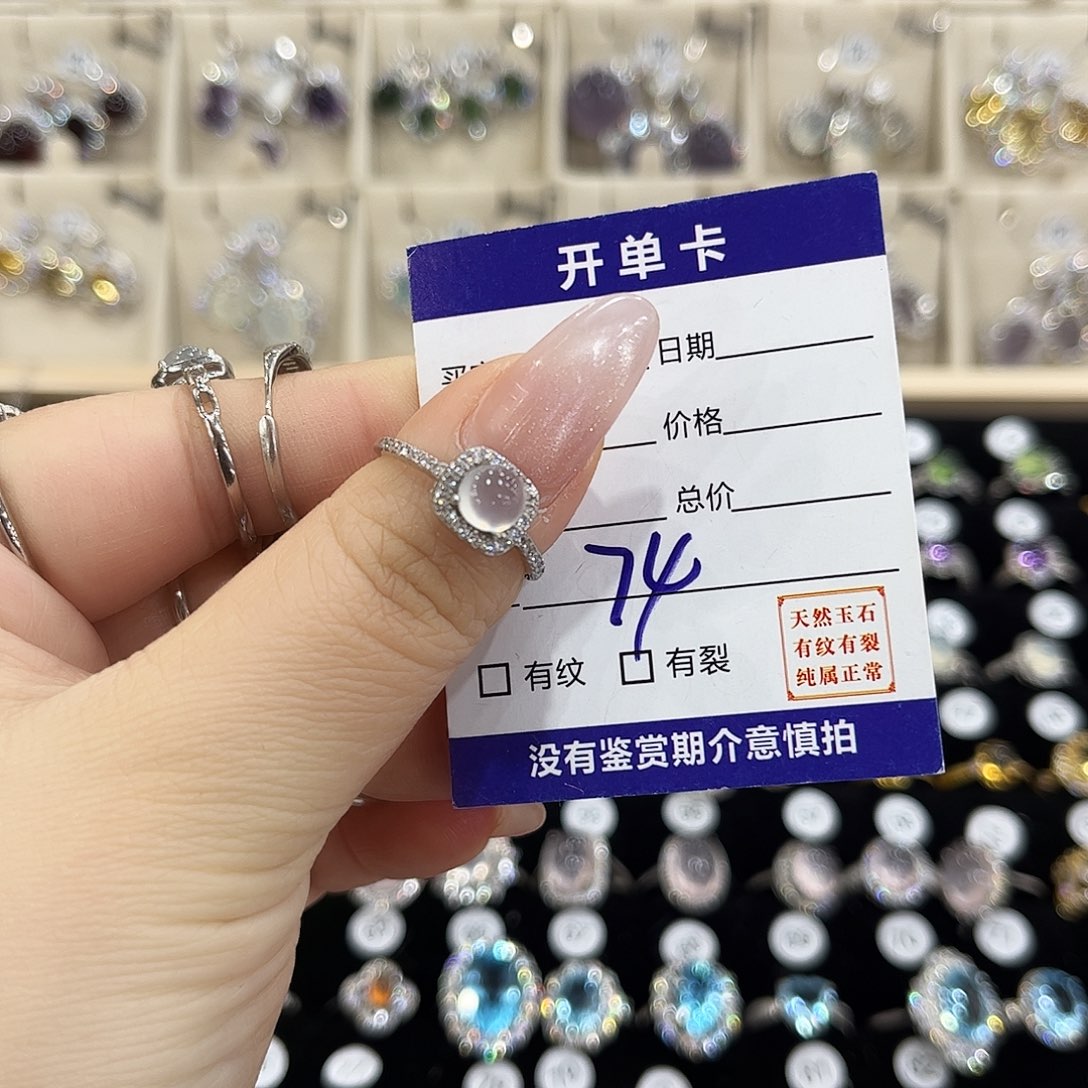 开单卡
日期
价格
总价
74
天然玉石
有纹有裂
纯属正常
□ 有纹 □ 有裂
没有鉴赏期介意慎拍